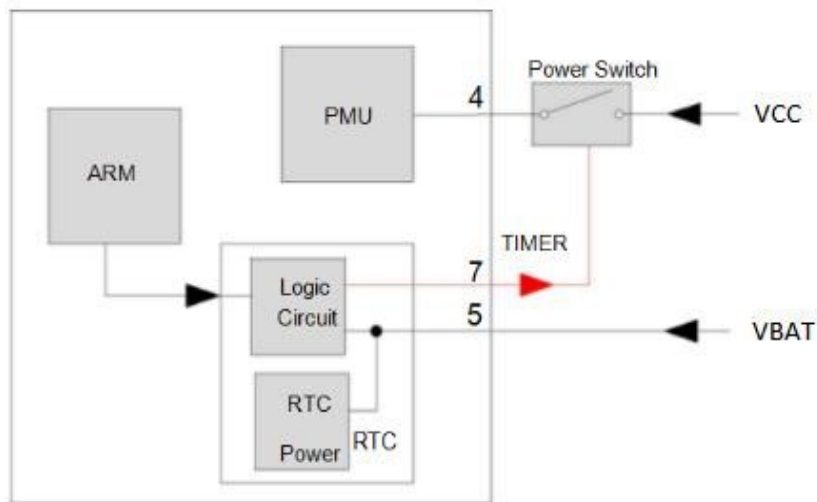 Power Switch
4
VCC
PMU
ARM
TIMER
7
Logic
Circuit
5
VBAT
RTC
Power
RTC